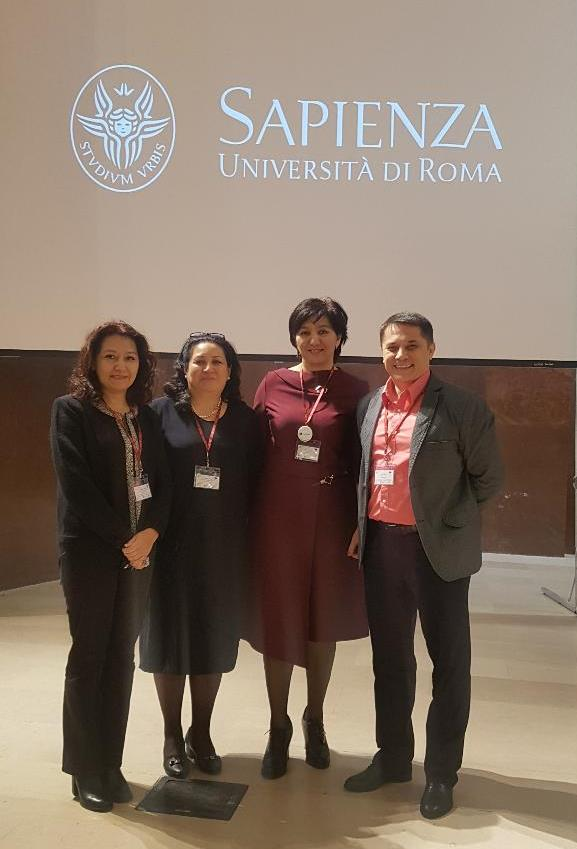 STVDIVM VRBIS
SAPIENZA
UNIVERSITÀ DI ROMA